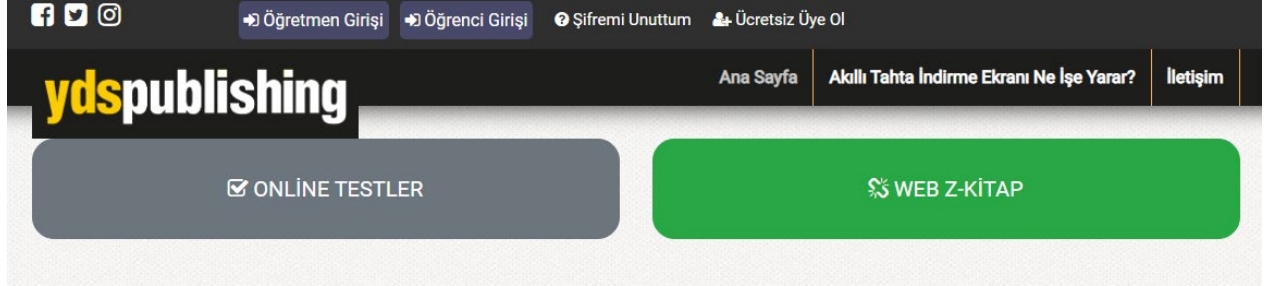 Öğretmen Girişi Öğrenci Girişi Şifremi Unuttum Ücretsiz Üye Ol
ydspublishing
Ana Sayfa Akıllı Tahta İndirme Ekranı Ne İşe Yarar? İletişim
ONLİNE TESTLER
WEB Z-KİTAP